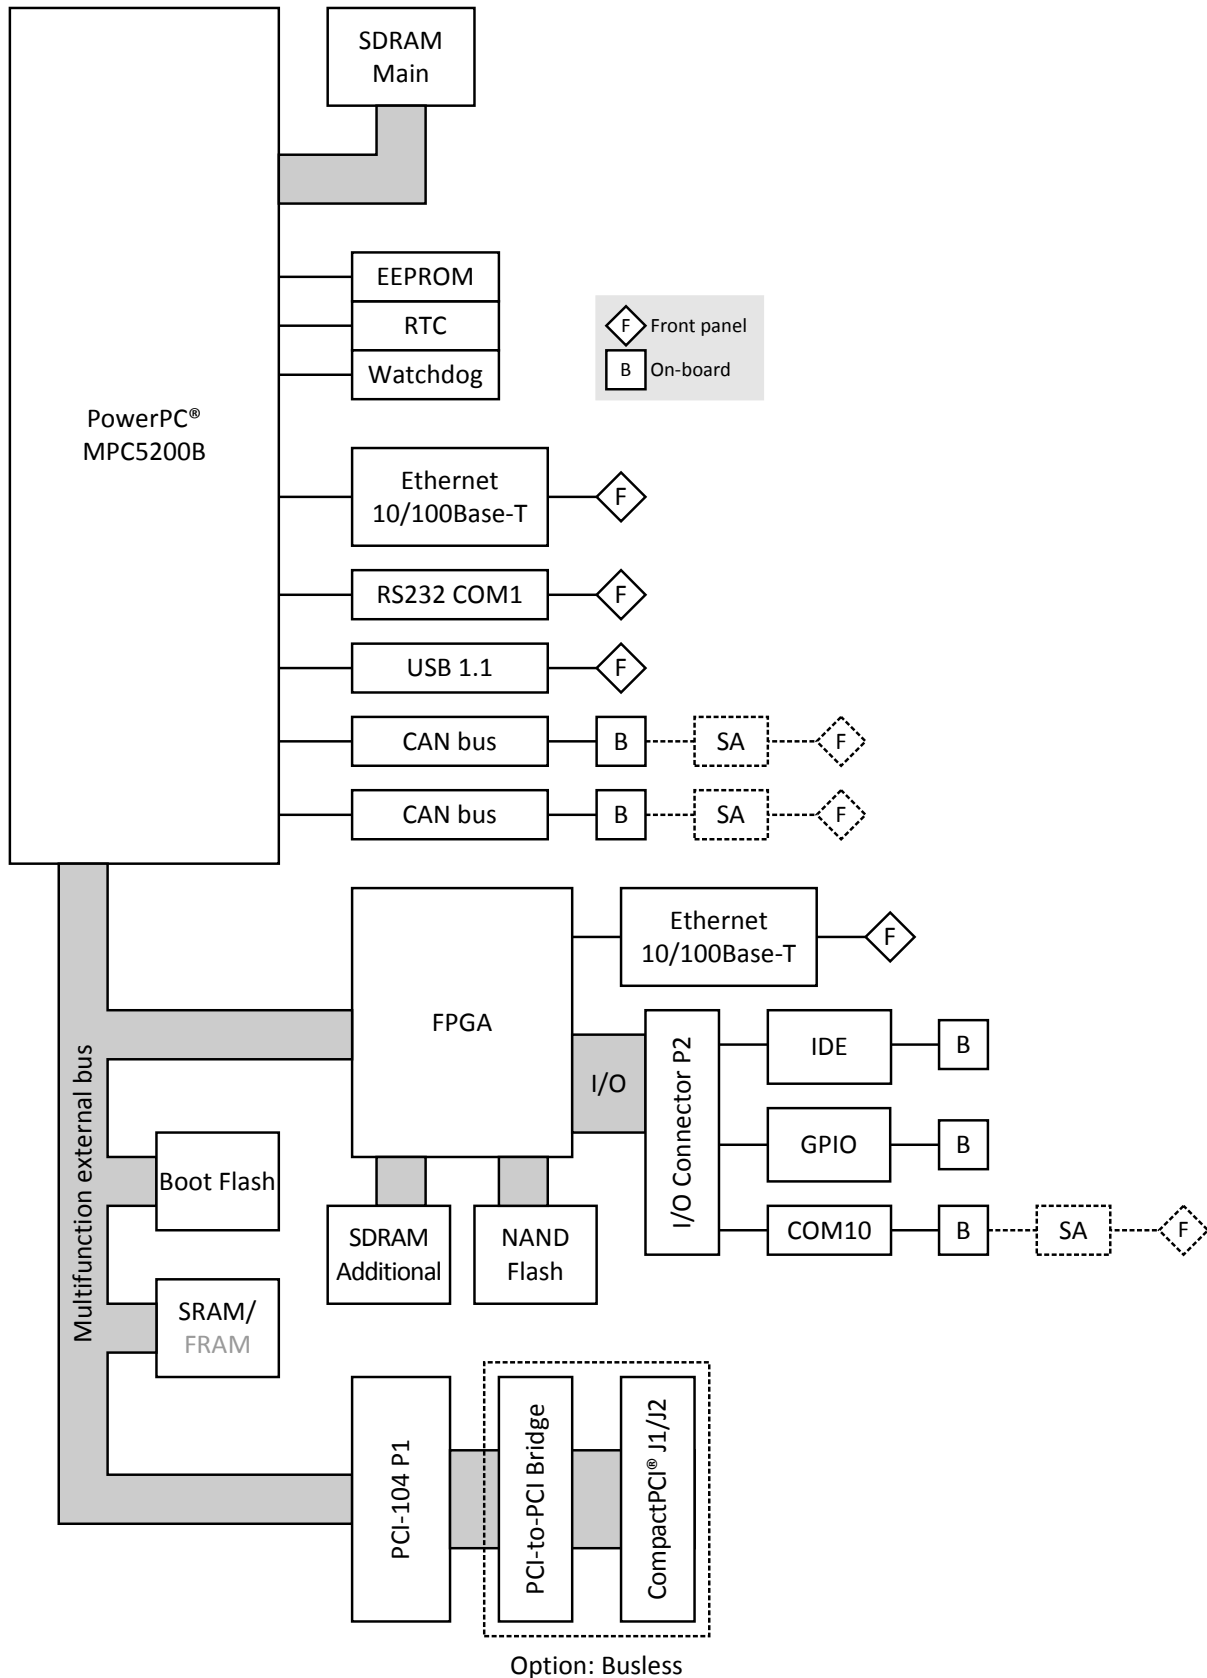 SDRAM
Main
EEPROM
RTC
Watchdog
F Front panel
B On-board
PowerPC®
MPC5200B
Ethernet
10/100Base-T
F
RS232 COM1
F
USB 1.1
F
CAN bus
B
SA
F
CAN bus
B
SA
F
Multifunction external bus
FPGA
Ethernet
10/100Base-T
F
I/O
I/O Connector P2
IDE
B
GPIO
B
COM10
B
SA
F
Boot Flash
SDRAM
Additional
NAND
Flash
SRAM/
FRAM
PCI-104 P1
PCI-to-PCI Bridge
CompactPCI® J1/J2
Option: Busless